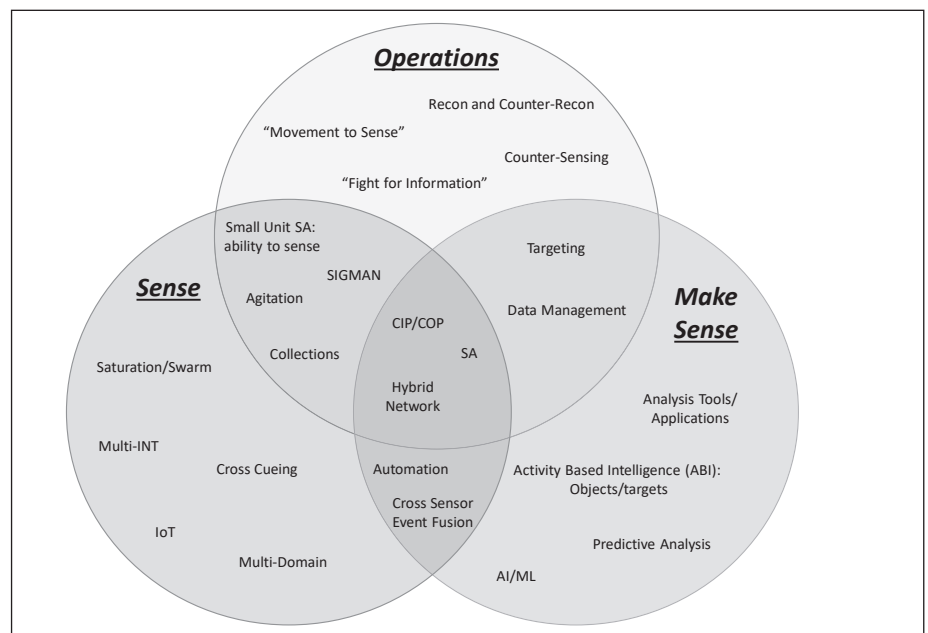 Operations
Recon and Counter-Recon
“Movement to Sense”
Counter-Sensing
“Fight for Information”
Small Unit SA:
ability to sense
SIGMAN
Agitation
Collections
Targeting
Data Management
CIP/COP
SA
Hybrid
Network
Sense
Saturation/Swarm
Multi-INT
Cross Cueing
IoT
Multi-Domain
Automation
Cross Sensor
Event Fusion
Make
Sense
Analysis Tools/
Applications
Activity Based Intelligence (ABI):
Objects/targets
Predictive Analysis
AI/ML